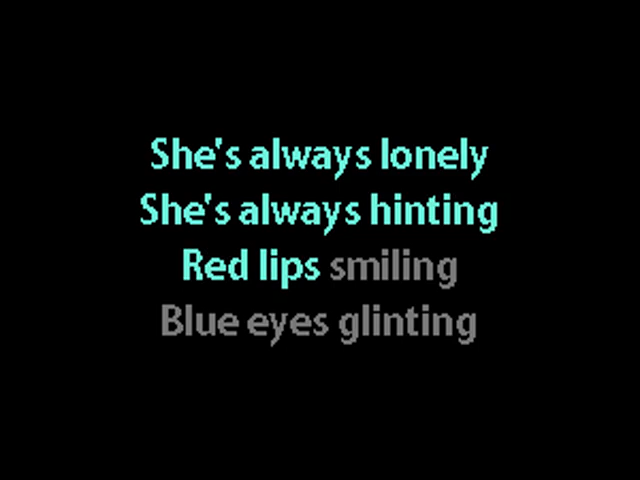 She's always lonely
She's always hinting
Red lips smiling
Blue eyes glinting